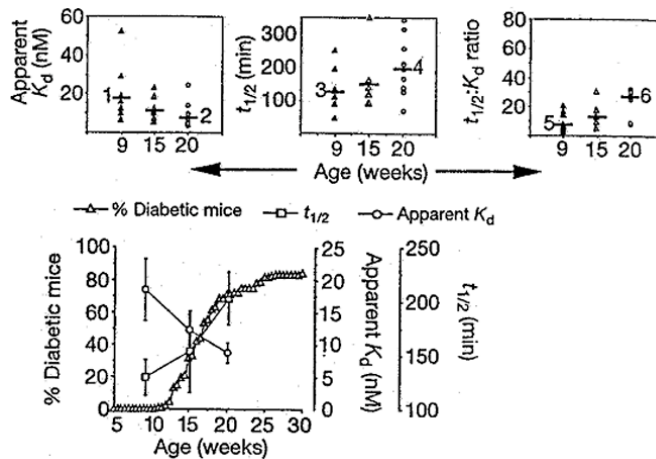 Apparent
Kd (nM)
60
40
20
1
2
9 15 20
t1/2 (min)
300
200
100
3
4
9 15 20
t1/2:Kd ratio
80
60
40
20
5
6
9 15 20
Age (weeks)
% Diabetic mice
t1/2
Apparent Kd
% Diabetic mice
100
80
60
40
20
0
5 10 15 20 25 30
Age (weeks)
25
20
15
10
5
0
Apparent Kd (nM)
250
200
150
100
t1/2 (min)